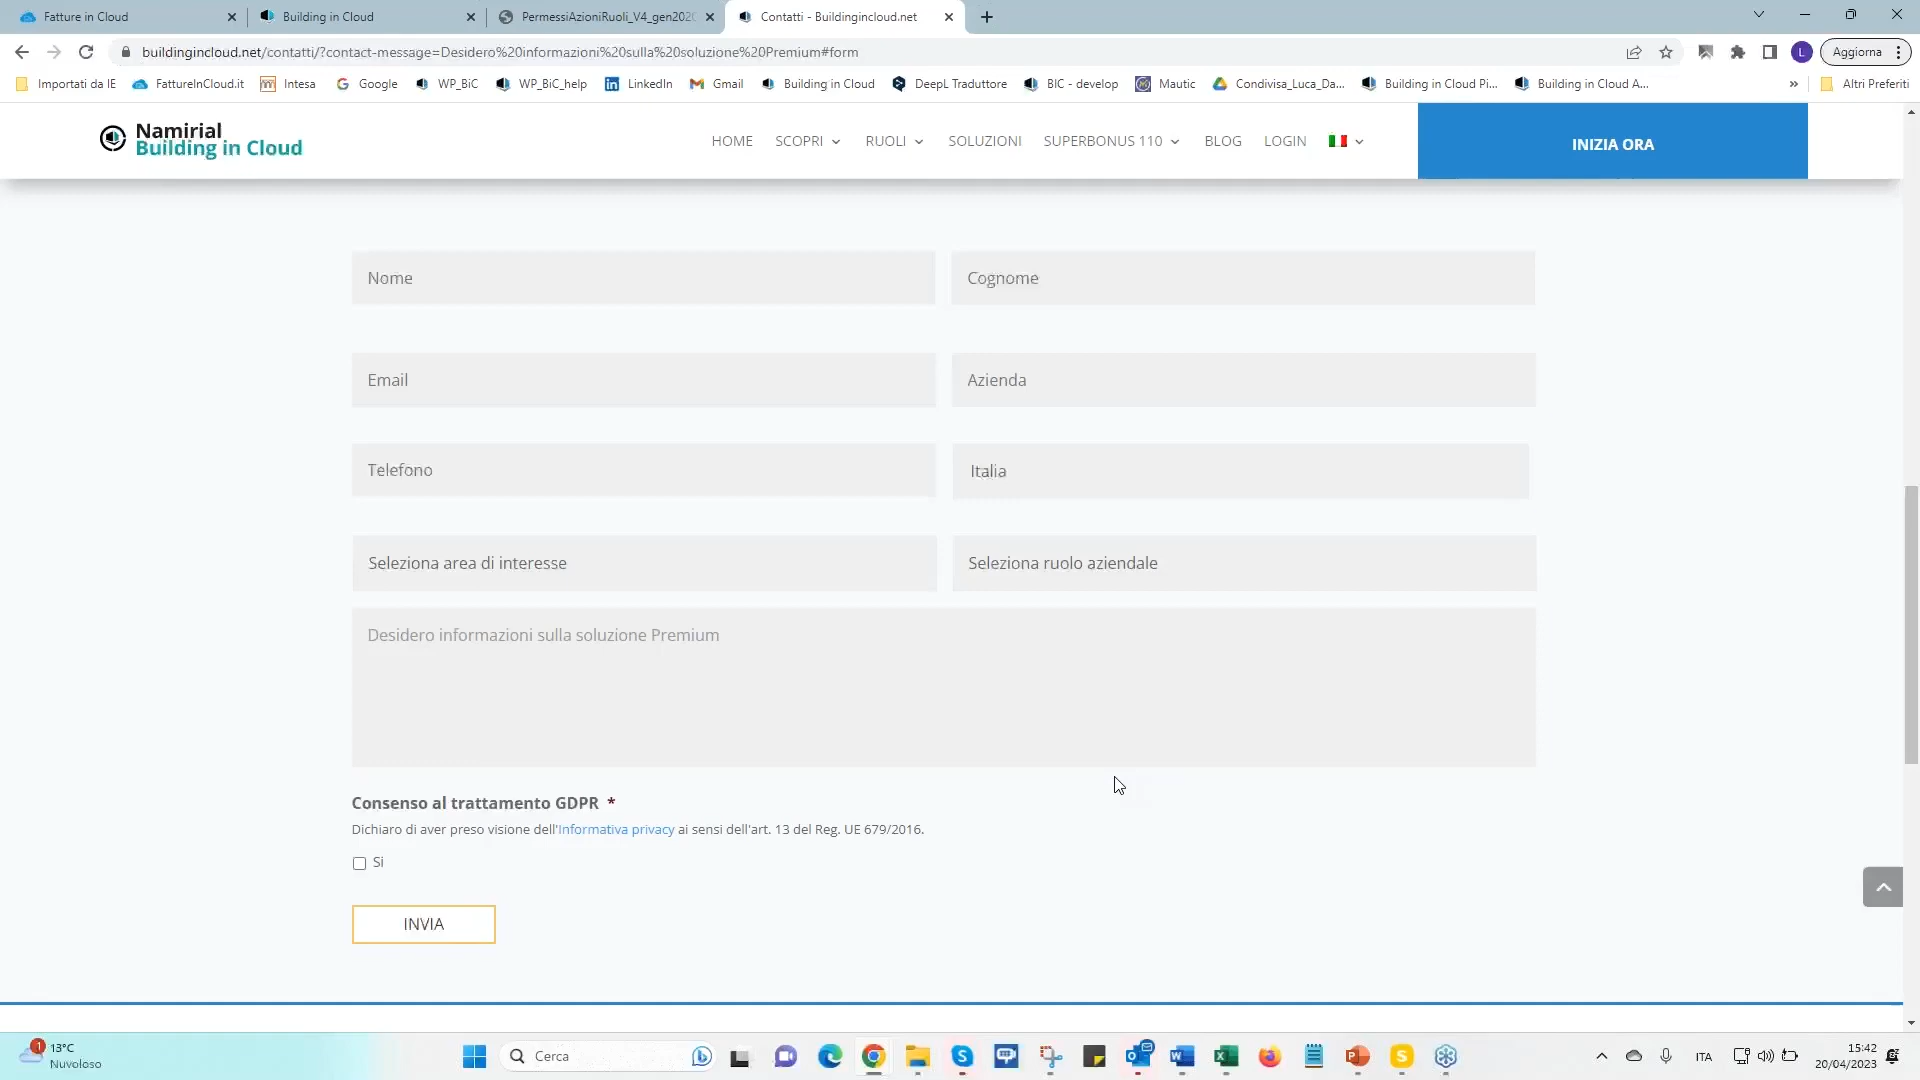 Fatture in Cloud
Building in Cloud
PermessiAzioniRuoli_V4_gen202
Contatti - Buildingincloud.net
buildingincloud.net/contatti/?contact-message=Desidero%20informazioni%20sulla%20soluzione%20Premium#form
L
Aggiorna
Importati da IE
FattureInCloud.it
Intesa
Google
WP_BiC
WP_BiC_help
LinkedIn
Gmail
Building in Cloud
DeepL Traduttore
BIC - develop
Mautic
Condivisa_Luca_Da...
Building in Cloud Pi...
Building in Cloud A...
»
Altri Preferiti
Namirial
Building in Cloud
HOME
SCOPRI
RUOLI
SOLUZIONI
SUPERBONUS 110
BLOG
LOGIN
INIZIA ORA
Nome
Cognome
Email
Azienda
Telefono
Italia
Seleziona area di interesse
Seleziona ruolo aziendale
Desidero informazioni sulla soluzione Premium
Consenso al trattamento GDPR *
Dichiaro di aver preso visione dell'Informativa privacy ai sensi dell'art. 13 del Reg. UE 679/2016.
Si
INVIA
1
13°C
Nuvoloso
Cerca
ITA
15:42
20/04/2023